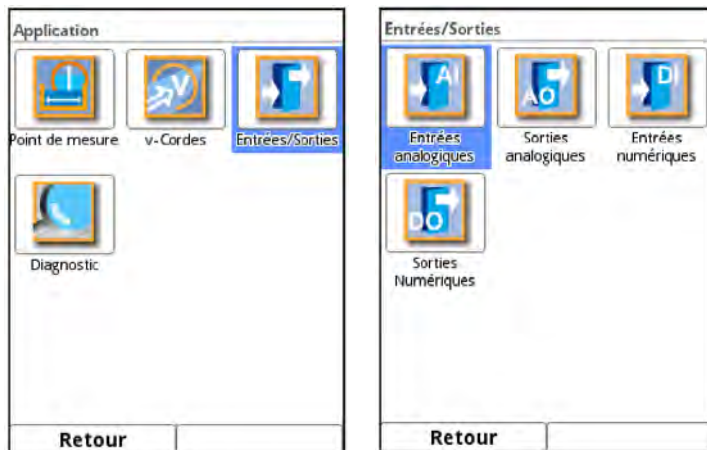 Application
Point de mesure
v-Cordes
Entrées/Sorties
Diagnostic
Retour
Entrées/Sorties
AI
Entrées
analogiques
AO
Sorties
analogiques
DI
Entrées
numériques
DO
Sorties
Numériques
Retour